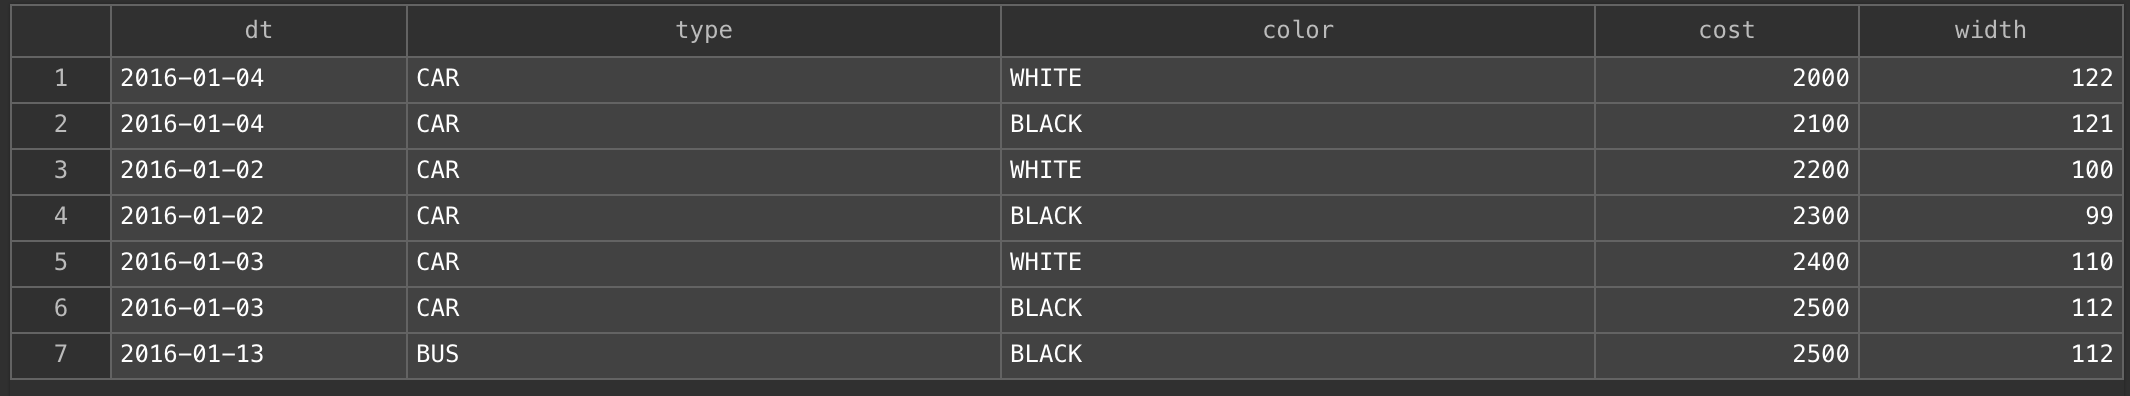 dt type color cost width
1 2016-01-04 CAR WHITE 2000 122
2 2016-01-04 CAR BLACK 2100 121
3 2016-01-02 CAR WHITE 2200 100
4 2016-01-02 CAR BLACK 2300 99
5 2016-01-03 CAR WHITE 2400 110
6 2016-01-03 CAR BLACK 2500 112
7 2016-01-13 BUS BLACK 2500 112